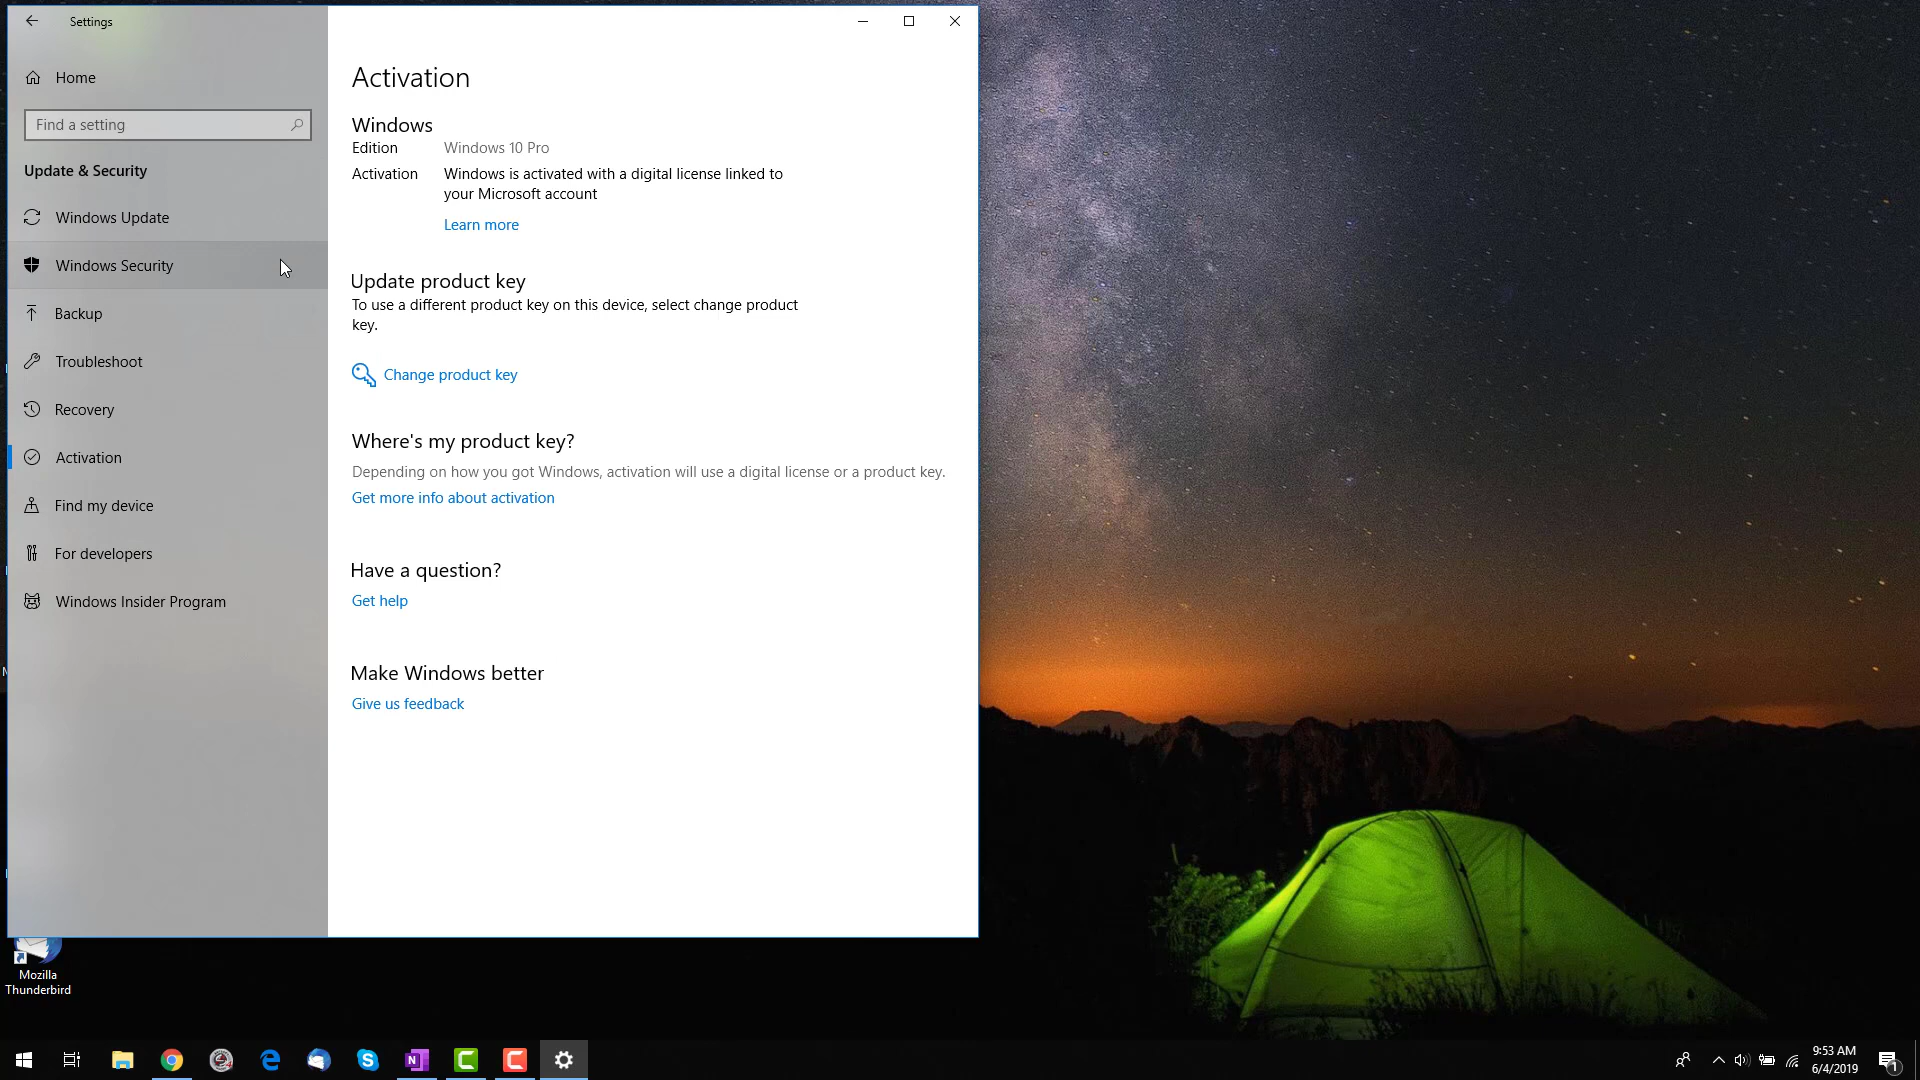 Settings
Home
Find a setting
Update & Security
Windows Update
Windows Security
Backup
Troubleshoot
Recovery
Activation
Find my device
For developers
Windows Insider Program
Activation
Windows
Edition Windows 10 Pro
Activation Windows is activated with a digital license linked to
your Microsoft account
Learn more
Update product key
To use a different product key on this device, select change product
key.
Change product key
Where's my product key?
Depending on how you got Windows, activation will use a digital license or a product key.
Get more info about activation
Have a question?
Get help
Make Windows better
Give us feedback
Mozilla
Thunderbird
9:53 AM
6/4/2019
1